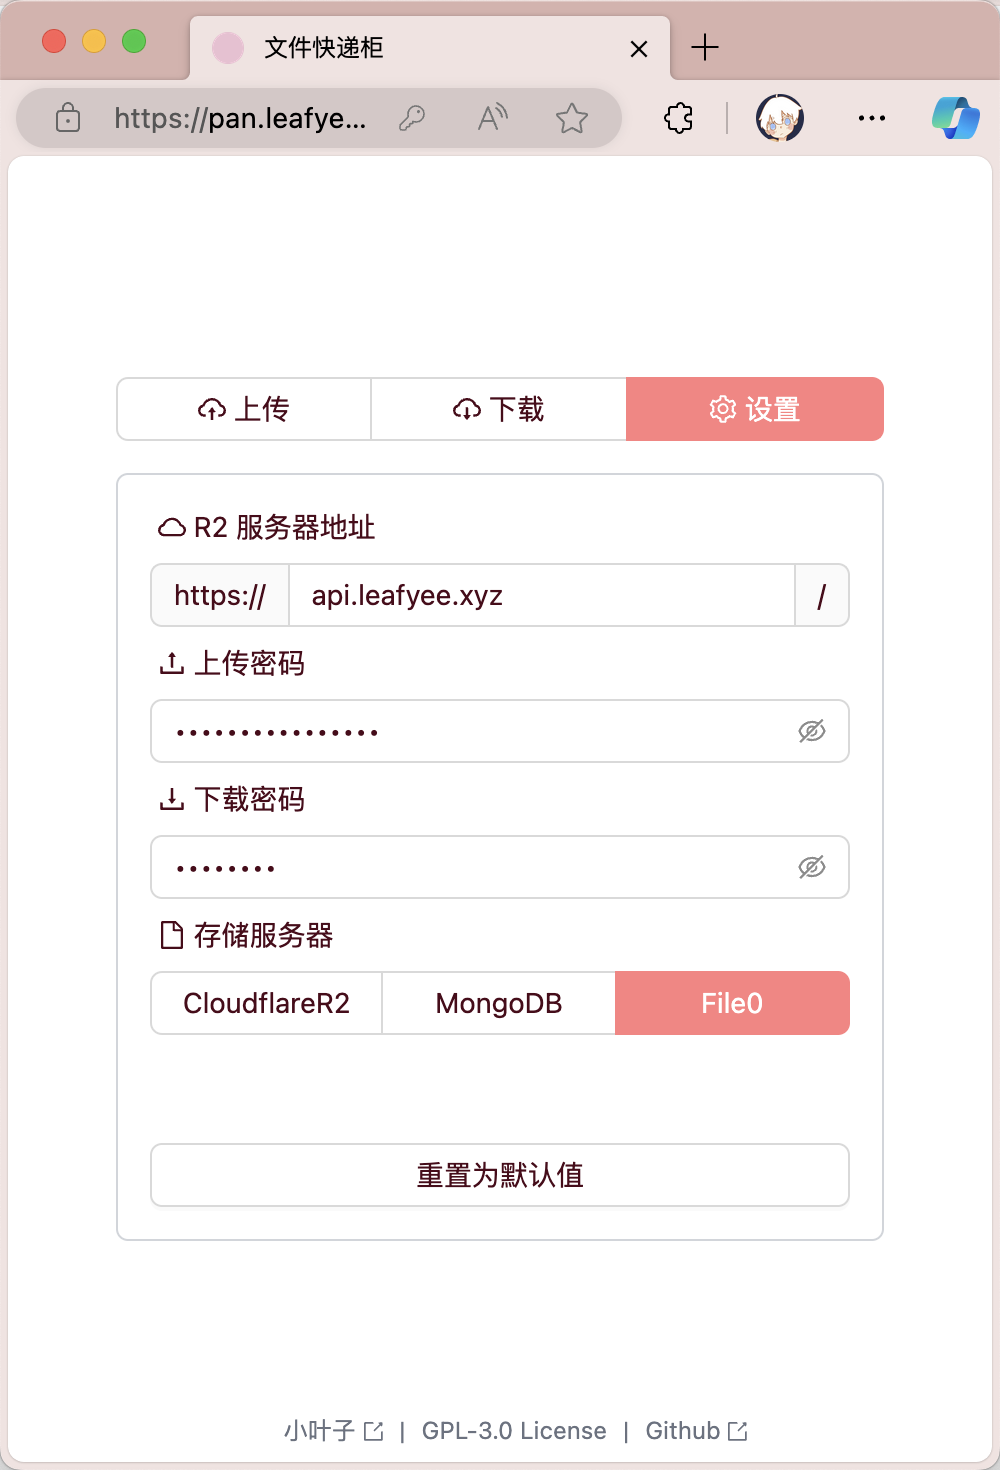 文件快递柜
https://pan.leafye...
上传
下载
设置
R2 服务器地址
https://
api.leafyee.xyz
/
上传密码
••••••••••••••••
下载密码
••••••••
存储服务器
CloudflareR2
MongoDB
File0
重置为默认值
小叶子 | GPL-3.0 License | Github